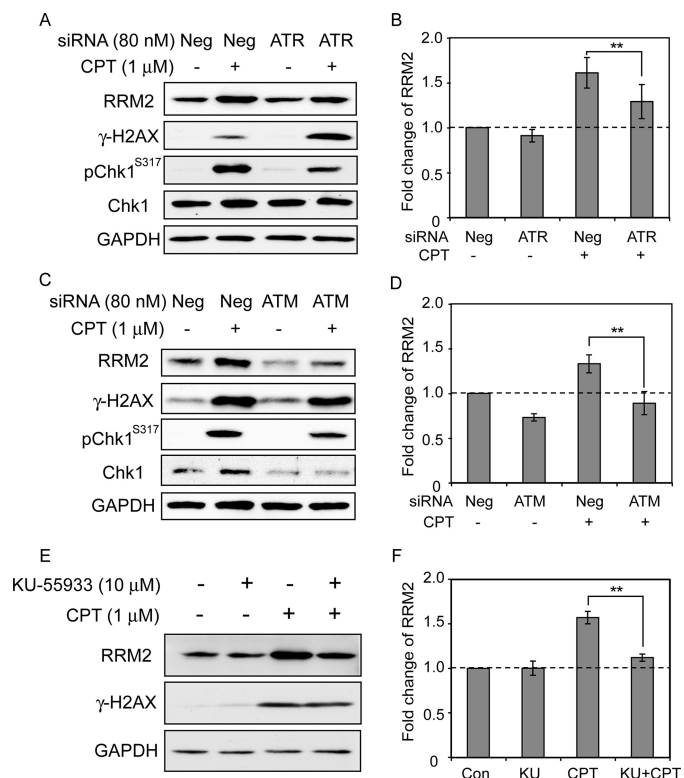 A
siRNA (80 nM) Neg Neg ATR ATR
CPT (1 μM) - + - +
RRM2
γ-H2AX
pChk1S317
Chk1
GAPDH
B
Fold change of RRM2
2.0
1.5
1.0
0.5
0
**
siRNA Neg ATR Neg ATR
CPT - - + +
C
siRNA (80 nM) Neg Neg ATM ATM
CPT (1 μM) - + - +
RRM2
γ-H2AX
pChk1S317
Chk1
GAPDH
D
Fold change of RRM2
2.0
1.5
1.0
0.5
0
**
siRNA Neg ATM Neg ATM
CPT - - + +
E
KU-55933 (10 μM) - + - +
CPT (1 μM) - - + +
RRM2
γ-H2AX
GAPDH
F
Fold change of RRM2
2.0
1.5
1.0
0.5
0
**
Con KU CPT KU+CPT